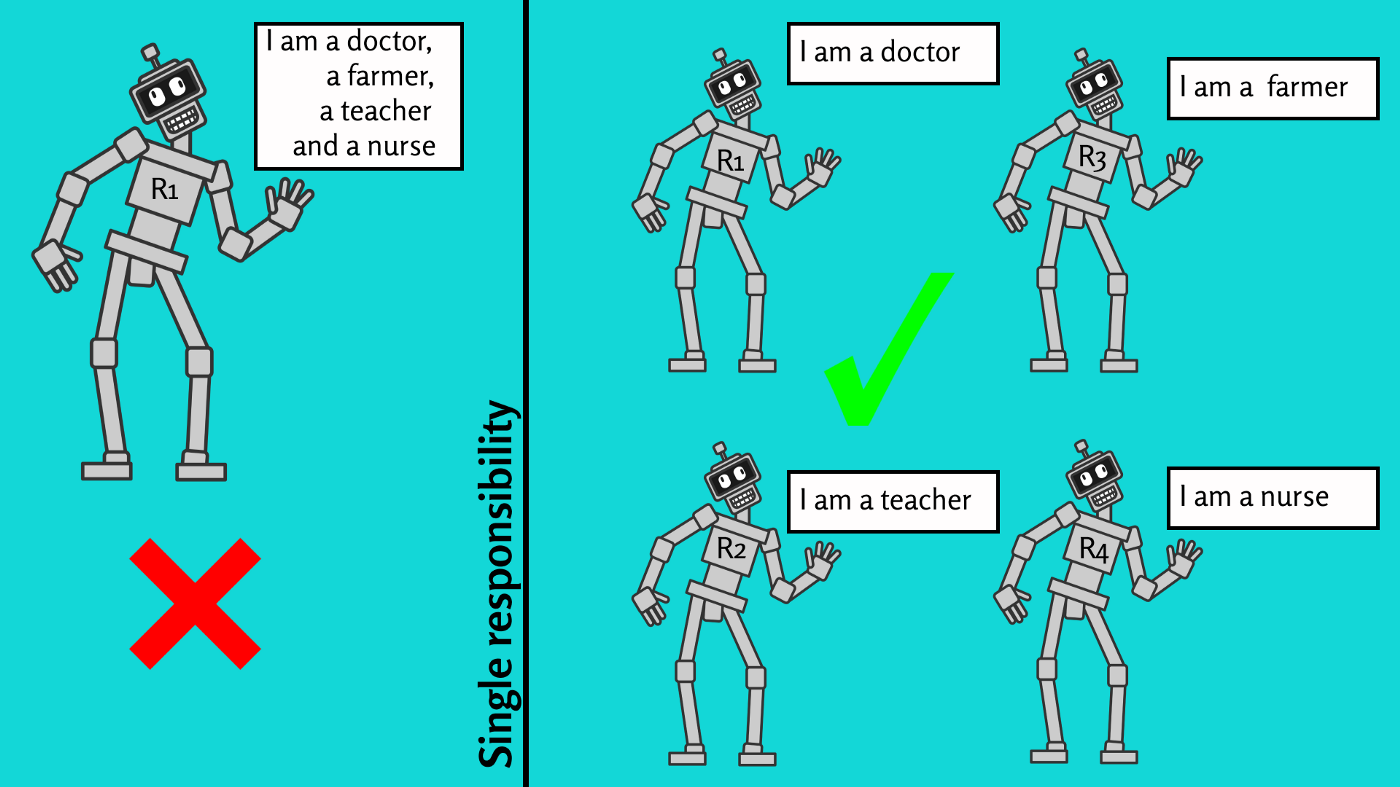 I am a doctor,
a farmer,
a teacher
and a nurse
R1
Single responsibility
I am a doctor
R1
I am a farmer
R3
I am a teacher
R2
I am a nurse
R4